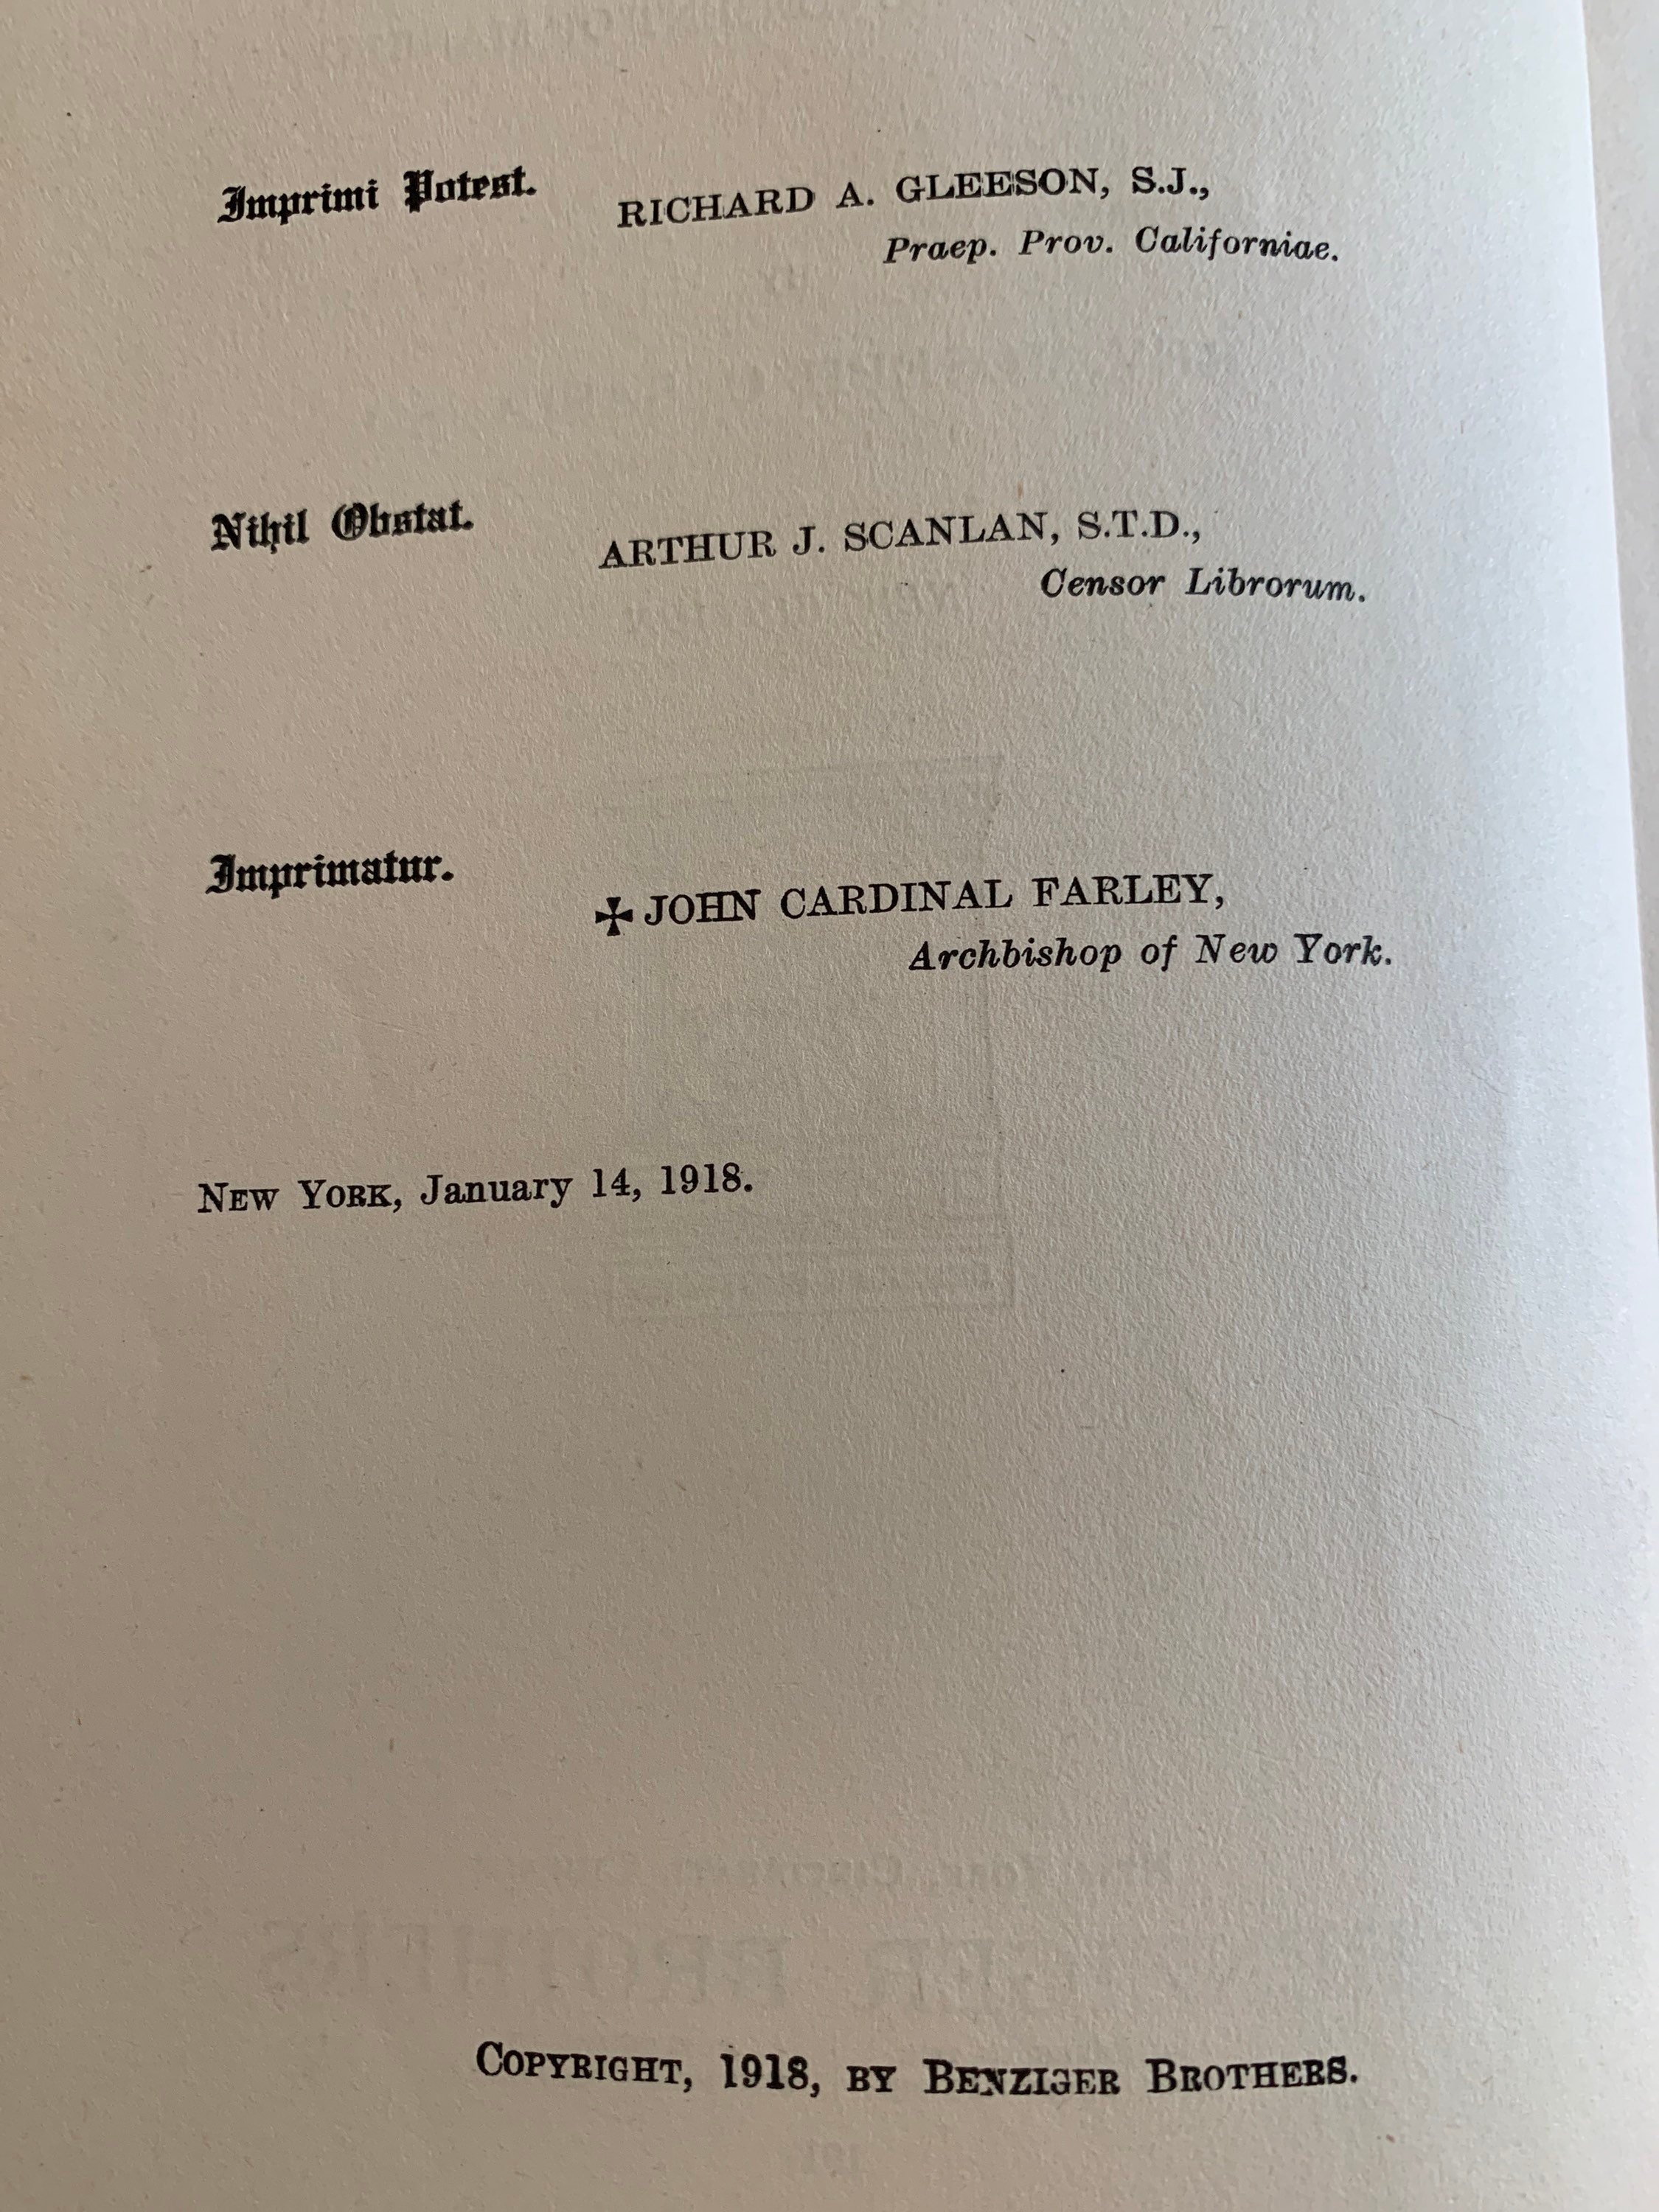 Imprimi Potest.
RICHARD A. GLEESON, S.J.,
Praep. Prov. Californiae.
Nihil Obstat.
ARTHUR J. SCANLAN, S.T.D.,
Censor Librorum.
Imprimatur.
✠ JOHN CARDINAL FARLEY,
Archbishop of New York.
NEW YORK, January 14, 1918.
BROTHERS
COPYRIGHT, 1918, BY BENZIGER BROTHERS.